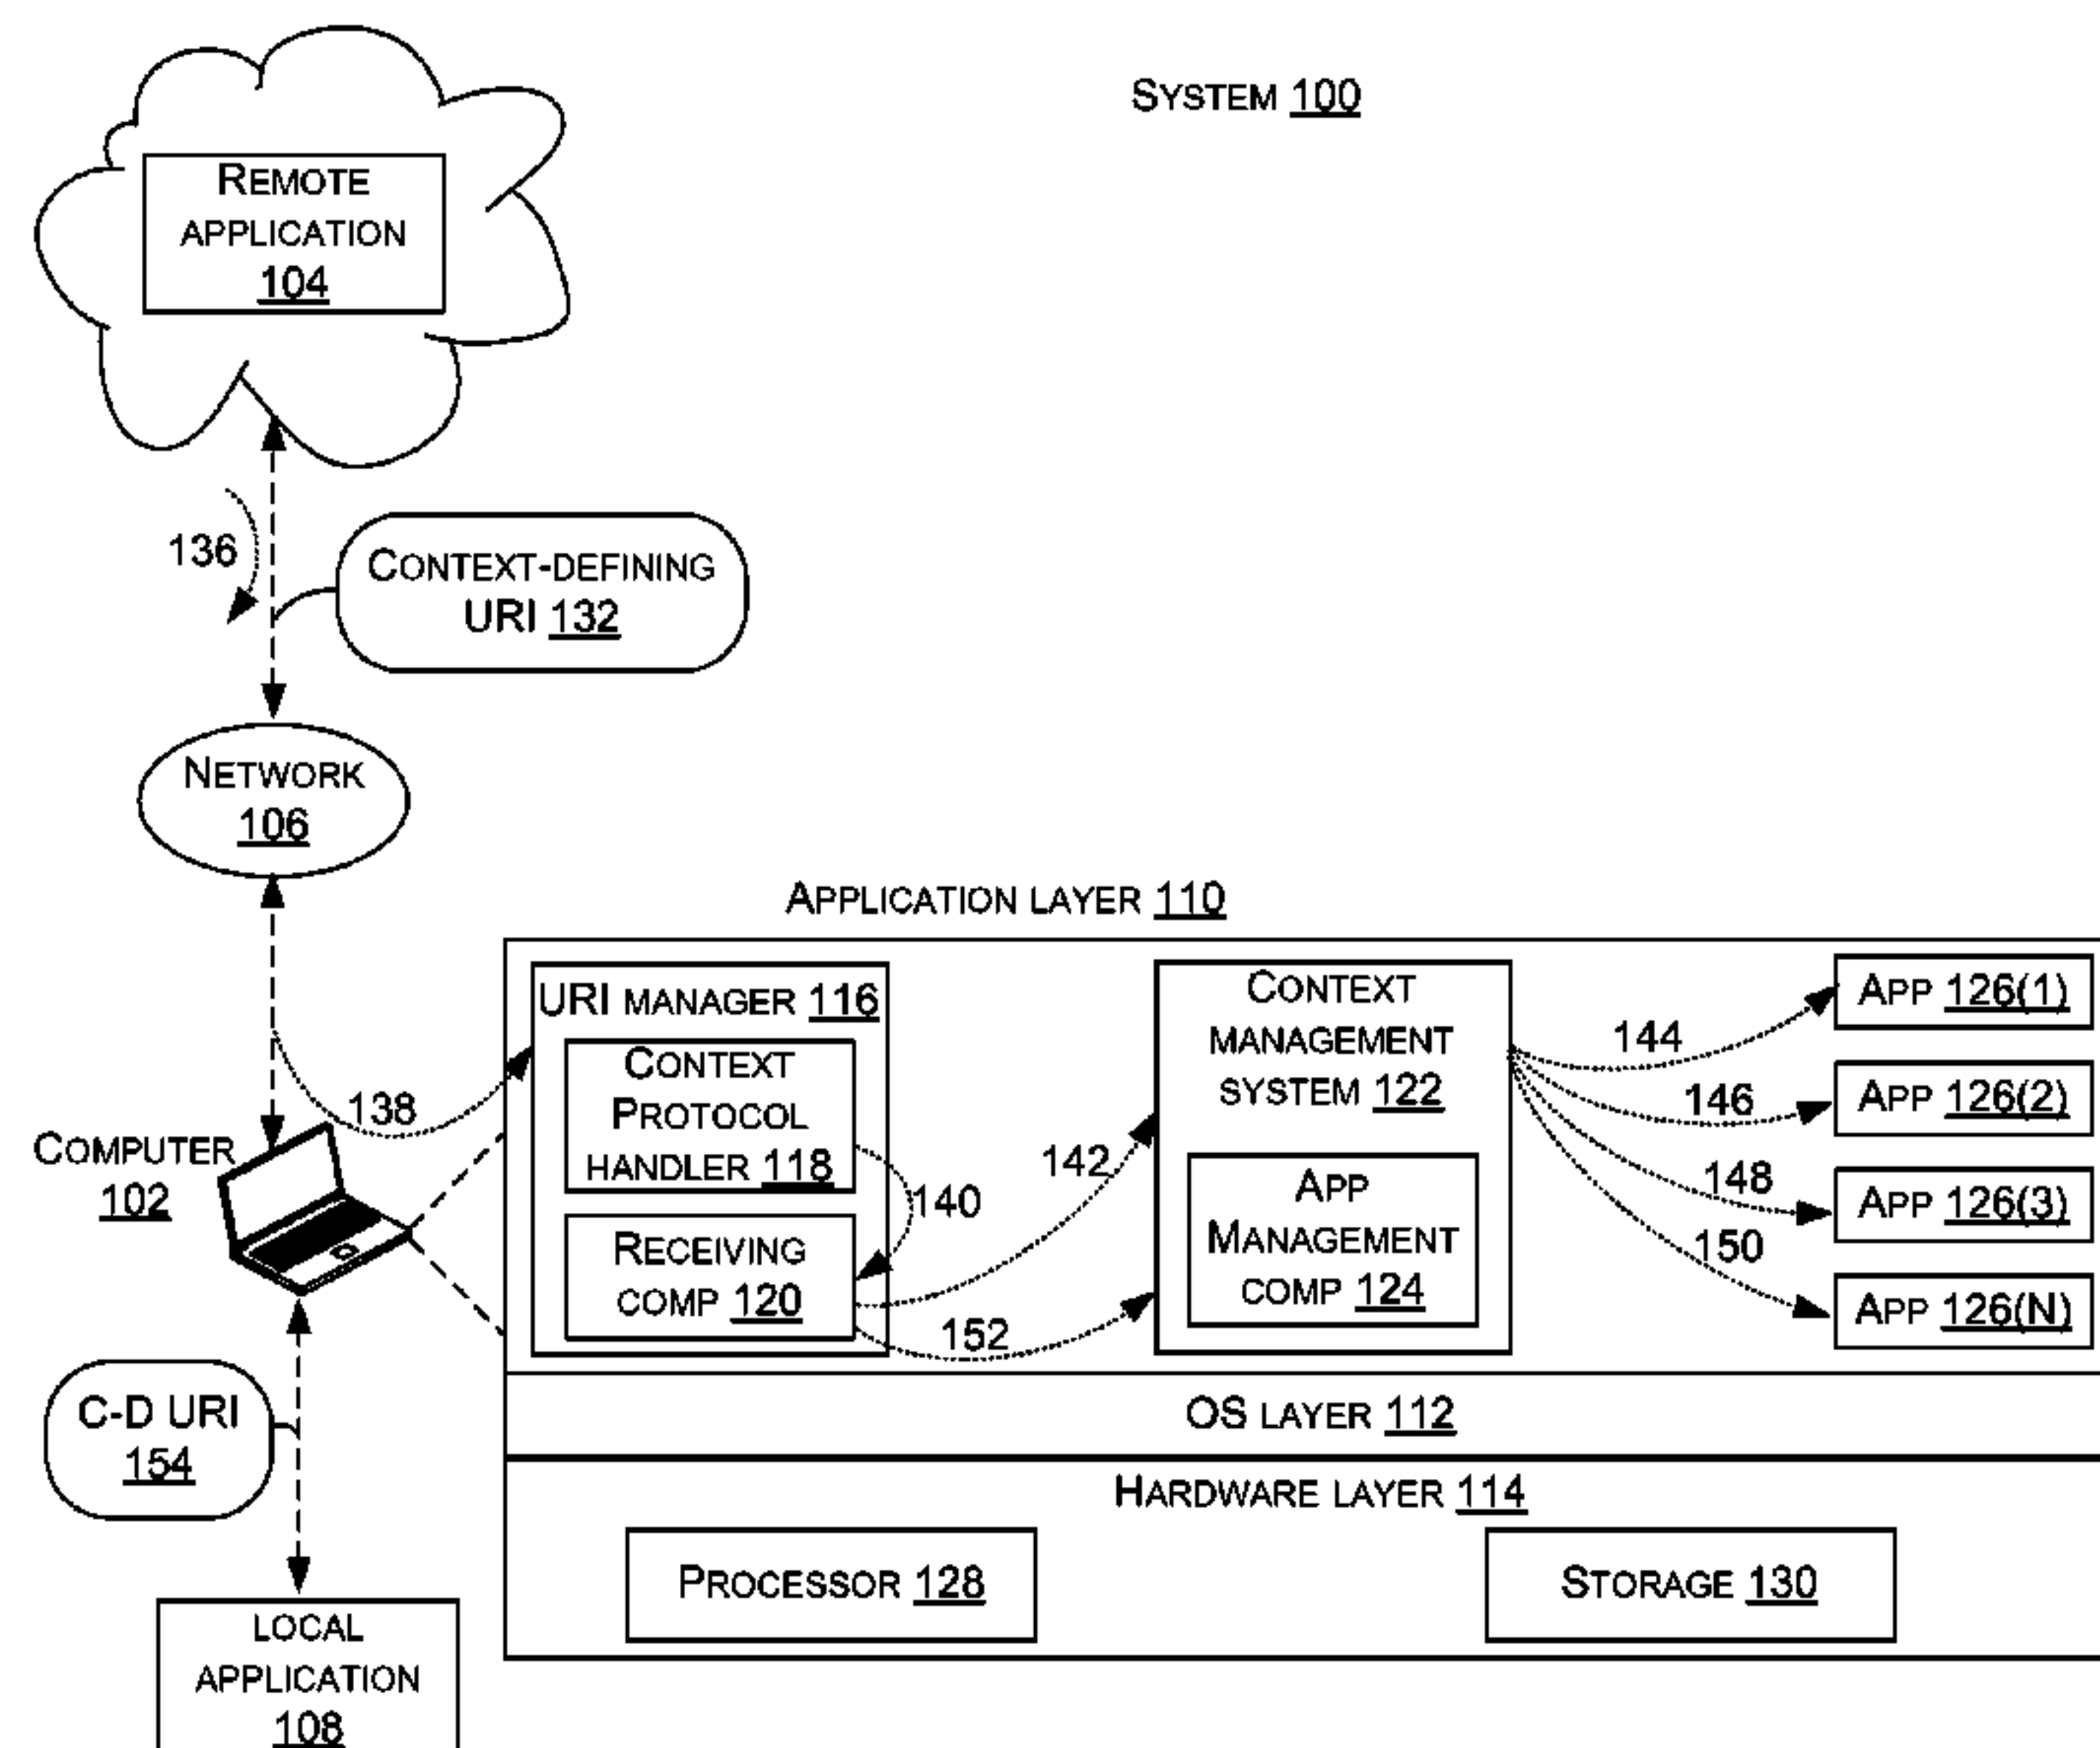 SYSTEM 100
REMOTE
APPLICATION
104
136
CONTEXT-DEFINING
URI 132
NETWORK
106
APPLICATION LAYER 110
URI MANAGER 116
CONTEXT
PROTOCOL
HANDLER 118
RECEIVING
COMP 120
138
140
142
152
CONTEXT
MANAGEMENT
SYSTEM 122
APP
MANAGEMENT
COMP 124
144
146
148
150
APP 126(1)
APP 126(2)
APP 126(3)
APP 126(N)
COMPUTER
102
OS LAYER 112
HARDWARE LAYER 114
PROCESSOR 128
STORAGE 130
C-D URI
154
LOCAL
APPLICATION
108